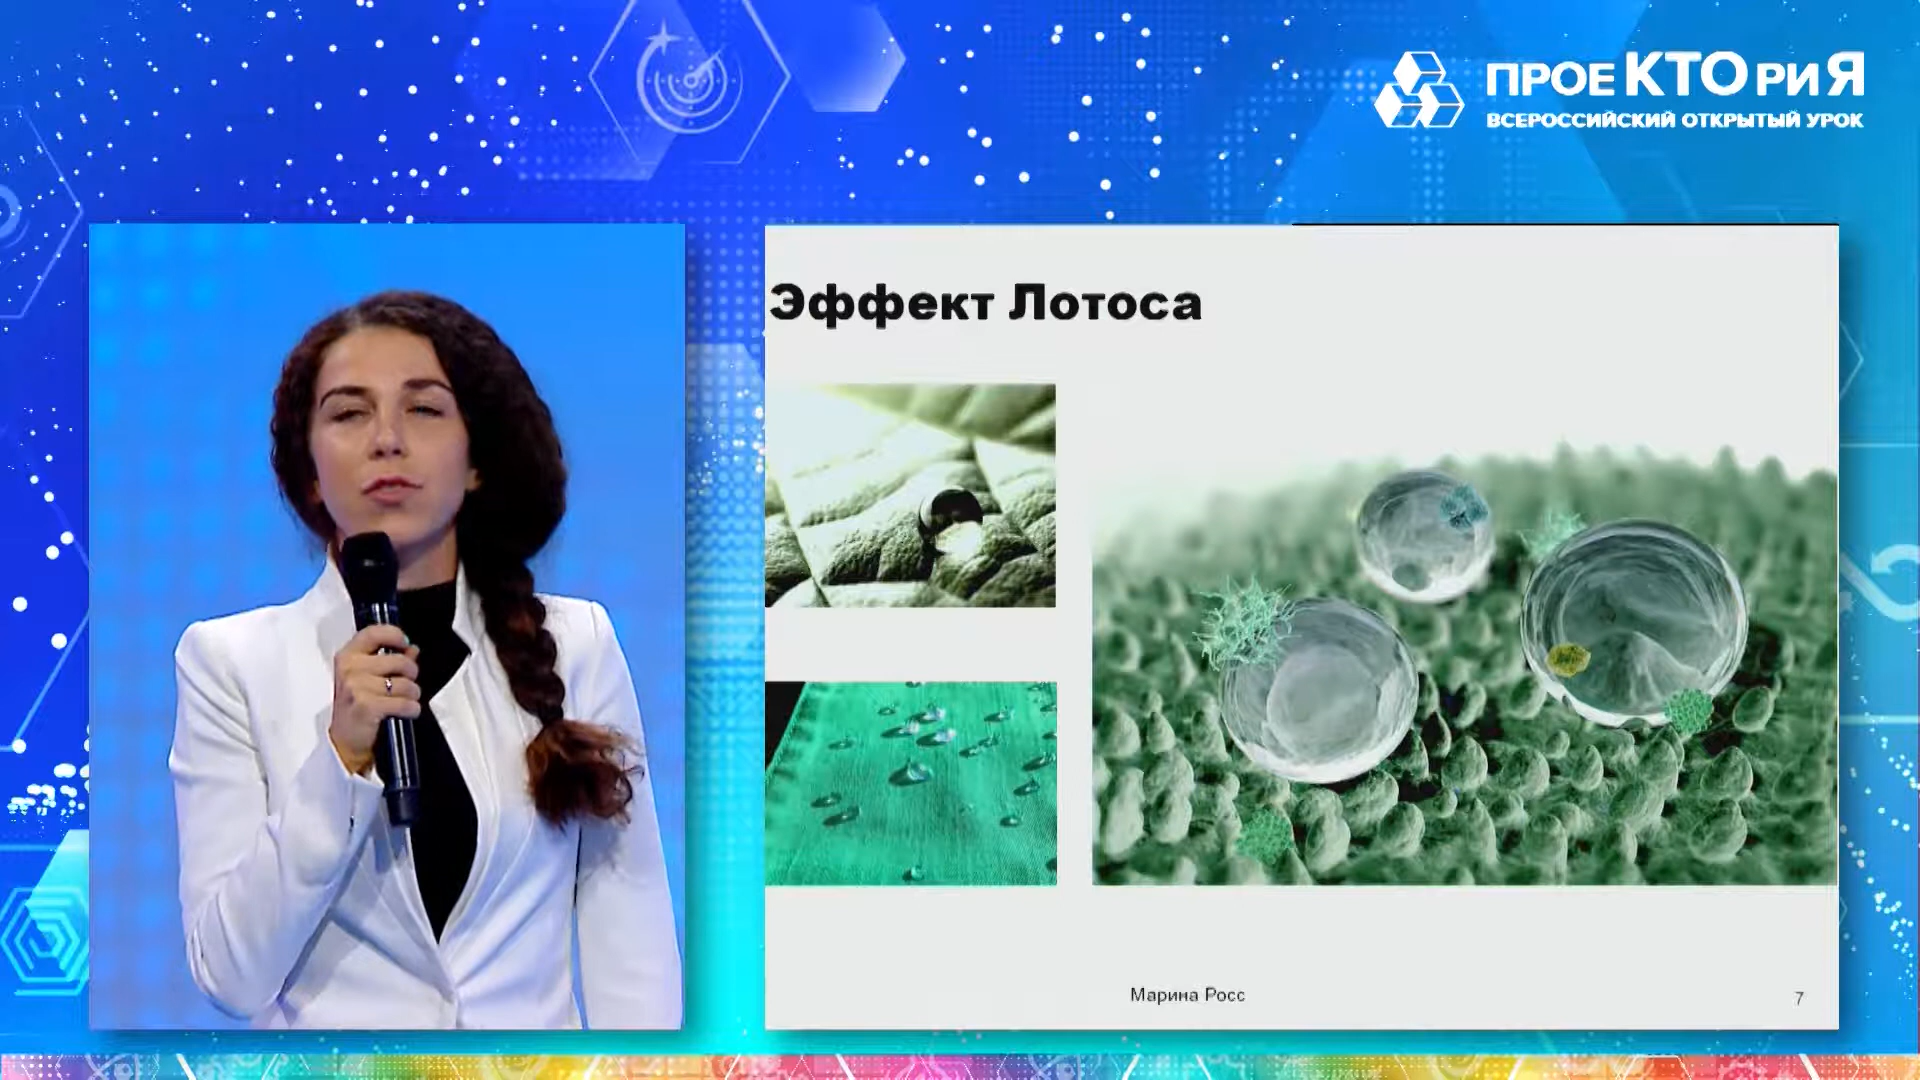 ПРОЕКТОриЯ
ВСЕРОССИЙСКИЙ ОТКРЫТЫЙ УРОК
Эффект Лотоса
Марина Росс
7